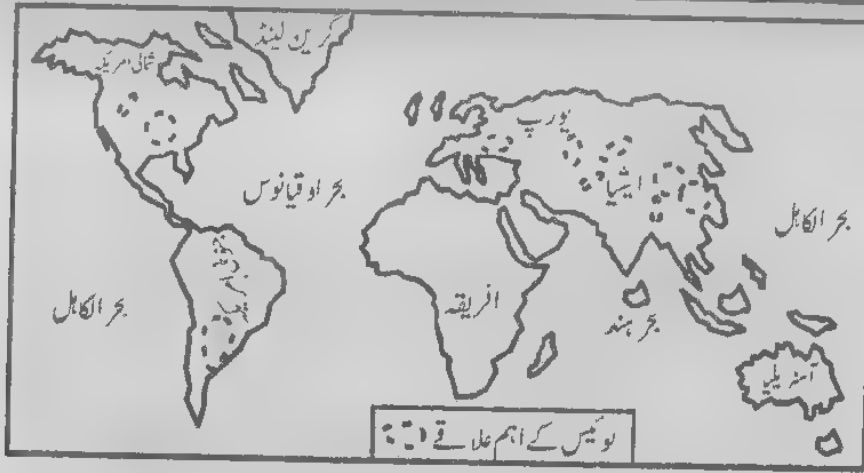 گرین لینڈ
شمالی امریکہ
یورپ
ایشیا
بحر اوقیانوس
بحر الکاہل
جنوبی امریکہ
افریقہ
بحر ہند
بحر الکاہل
آسٹریلیا
لوئیس کے اہم علاقے